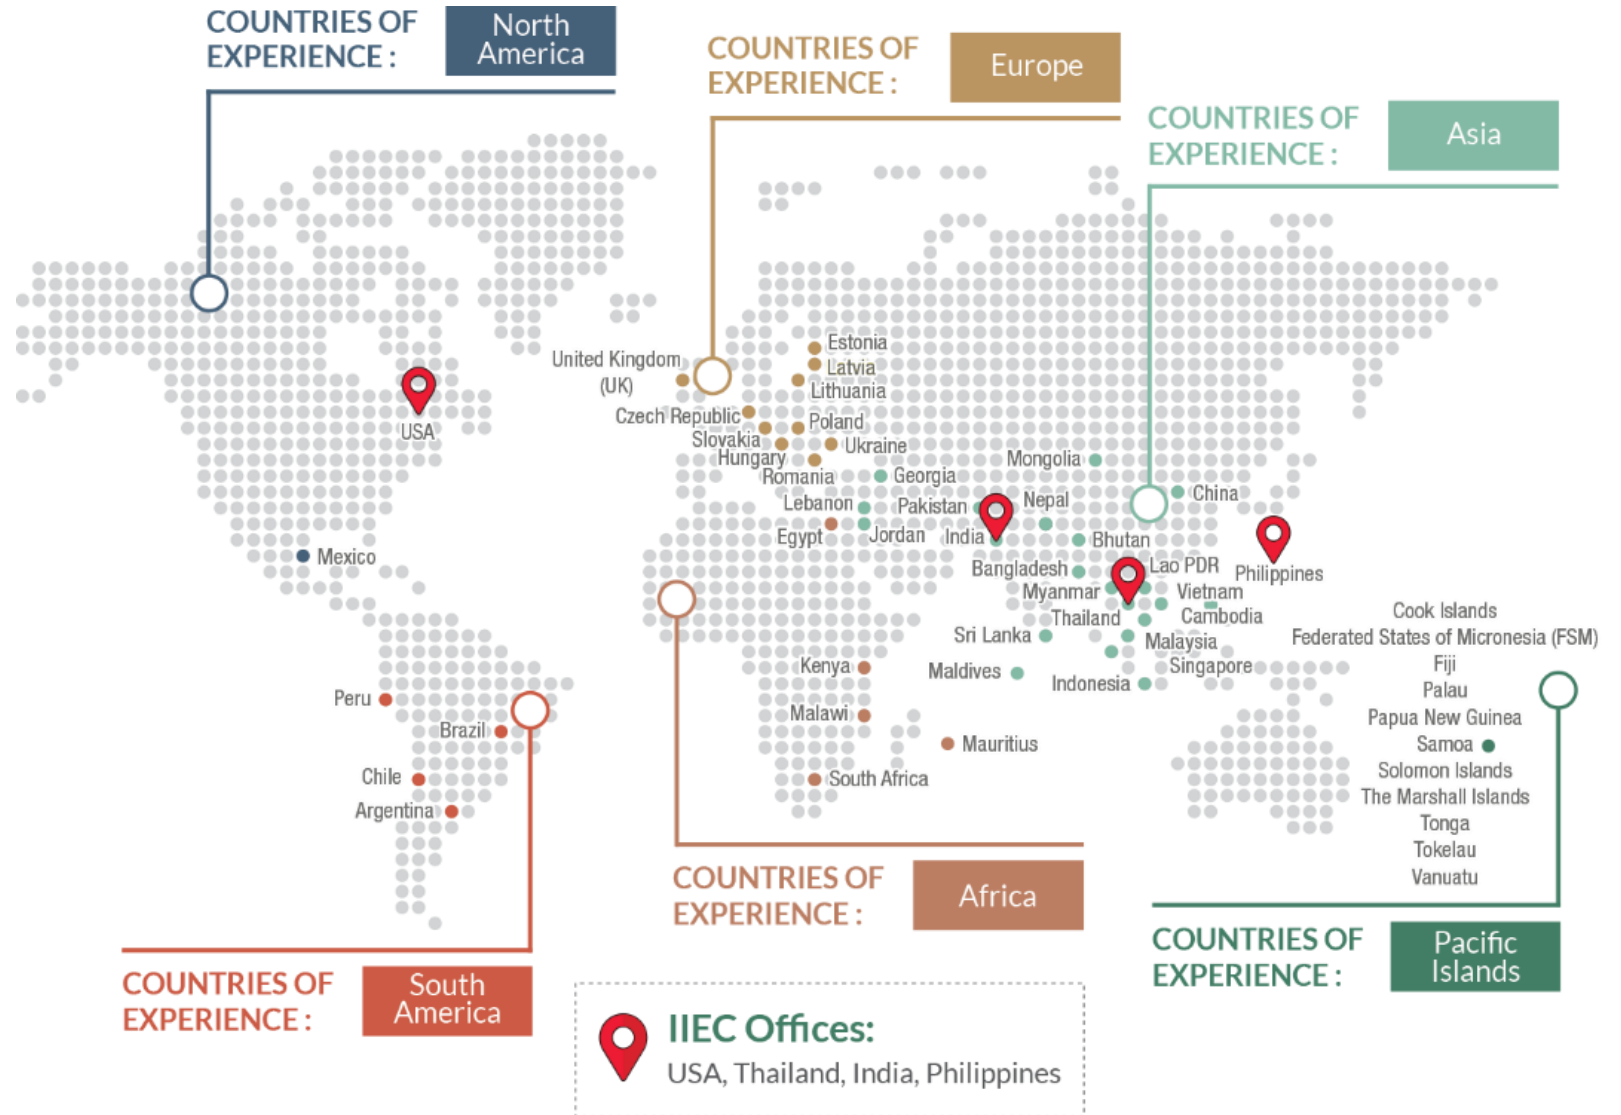 COUNTRIES OF
EXPERIENCE :
North
America
COUNTRIES OF
EXPERIENCE :
Europe
COUNTRIES OF
EXPERIENCE :
Asia
Estonia
United Kingdom
(UK)
Latvia
Lithuania
USA
Czech Republic
Poland
Slovakia
Ukraine
Hungary
Romania
Mongolia
Georgia
China
Lebanon
Pakistan
Nepal
Egypt
Jordan
India
Bhutan
Mexico
Bangladesh
Lao PDR
Philippines
Myanmar
Vietnam
Thailand
Cambodia
Sri Lanka
Malaysia
Maldives
Singapore
Indonesia
Cook Islands
Federated States of Micronesia (FSM)
Fiji
Palau
Papua New Guinea
Samoa
Solomon Islands
The Marshall Islands
Tonga
Tokelau
Vanuatu
Kenya
Peru
Malawi
Brazil
Mauritius
Chile
South Africa
Argentina
COUNTRIES OF
EXPERIENCE :
Africa
COUNTRIES OF
EXPERIENCE :
Pacific
Islands
COUNTRIES OF
EXPERIENCE :
South
America
IIEC Offices:
USA, Thailand, India, Philippines